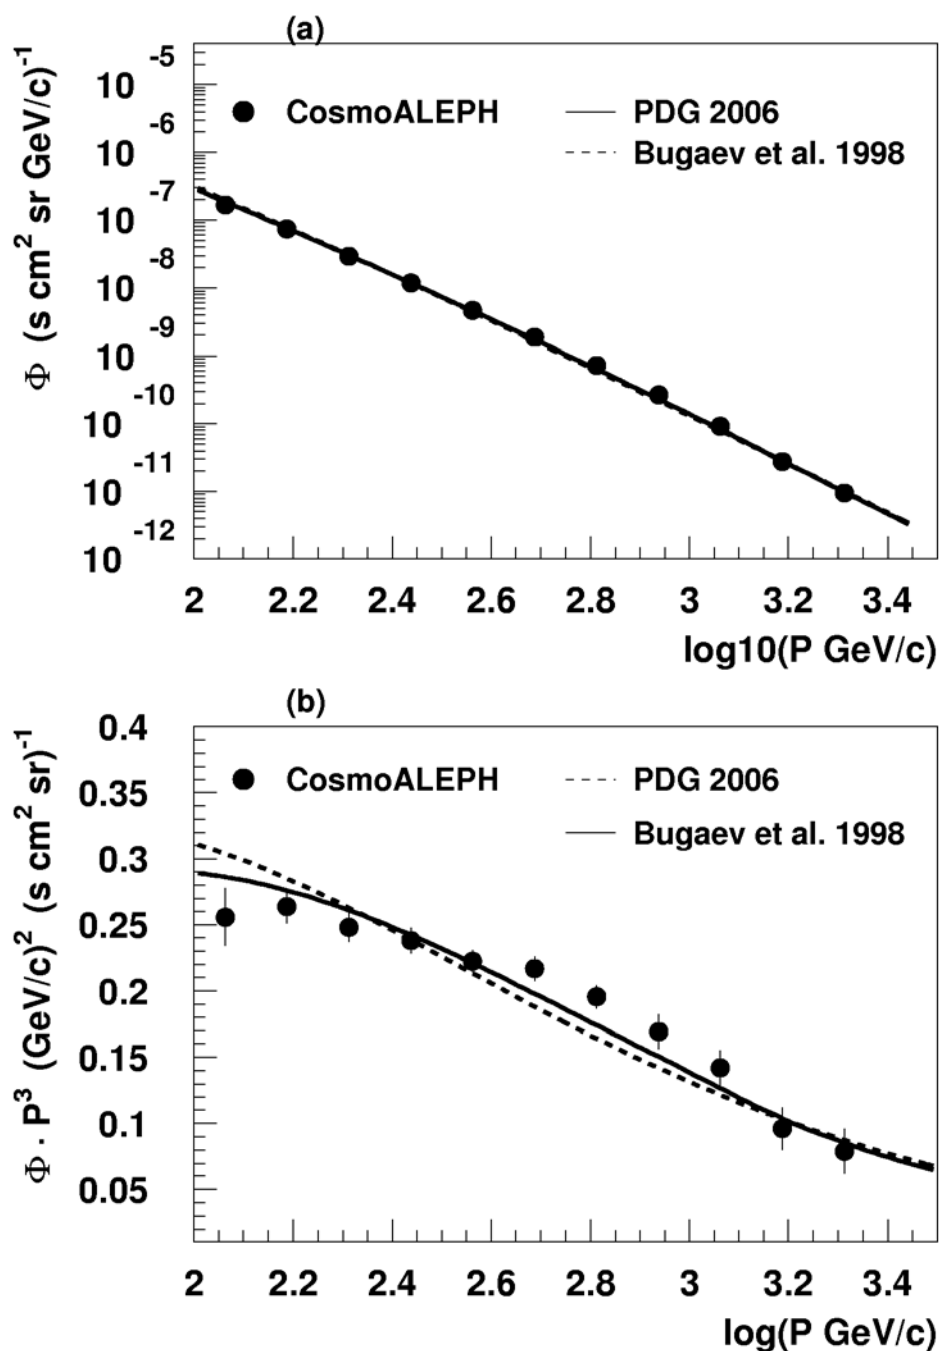 (a)
Φ (s cm² sr GeV/c)⁻¹
10⁻⁵
10⁻⁶
10⁻⁷
10⁻⁸
10⁻⁹
10⁻¹⁰
10⁻¹¹
10⁻¹²
CosmoALEPH
PDG 2006
Bugaev et al. 1998
2 2.2 2.4 2.6 2.8 3 3.2 3.4
log10(P GeV/c)
(b)
Φ · P³ (GeV/c)² (s cm² sr)⁻¹
0.4
0.35
0.3
0.25
0.2
0.15
0.1
0.05
CosmoALEPH
PDG 2006
Bugaev et al. 1998
2 2.2 2.4 2.6 2.8 3 3.2 3.4
log(P GeV/c)